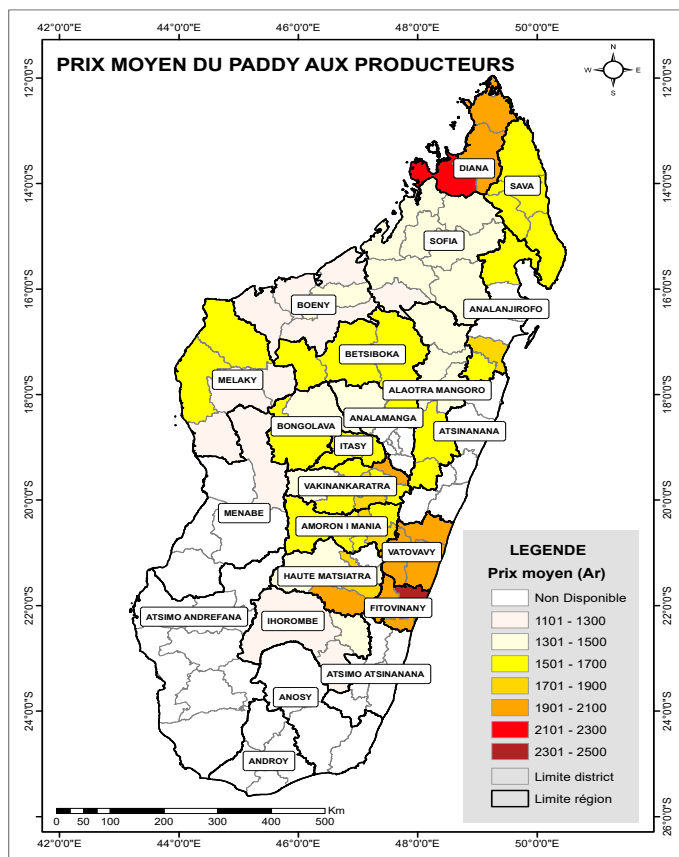 42°0'0"E 44°0'0"E 46°0'0"E 48°0'0"E 50°0'0"E
PRIX MOYEN DU PADDY AUX PRODUCTEURS
N
W E
S
12°0'0"S 12°0'0"S
DIANA
14°0'0"S 14°0'0"S
SAVA
SOFIA
16°0'0"S 16°0'0"S
BOENY
ANALANJIROFO
BETSIBOKA
MELAKY
ALAOTRA MANGORO
18°0'0"S 18°0'0"S
ANALAMANGA
BONGOLAVA
ATSINANANA
ITASY
VAKINANKARATRA
20°0'0"S 20°0'0"S
MENABE
AMORON I MANIA
VATOVAVY
HAUTE MATSIATRA
FITOVINANY
22°0'0"S 22°0'0"S
ATSIMO ANDREFANA
IHOROMBE
ATSIMO ATSINANANA
ANOSY
24°0'0"S 24°0'0"S
ANDROY
LEGENDE
Prix moyen (Ar)
Non Disponible
1101 - 1300
1301 - 1500
1501 - 1700
1701 - 1900
1901 - 2100
2101 - 2300
2301 - 2500
Limite district
Limite région
Km
0 50 100 200 300 400 500
26°0'0"S 26°0'0"S
42°0'0"E 44°0'0"E 46°0'0"E 48°0'0"E 50°0'0"E